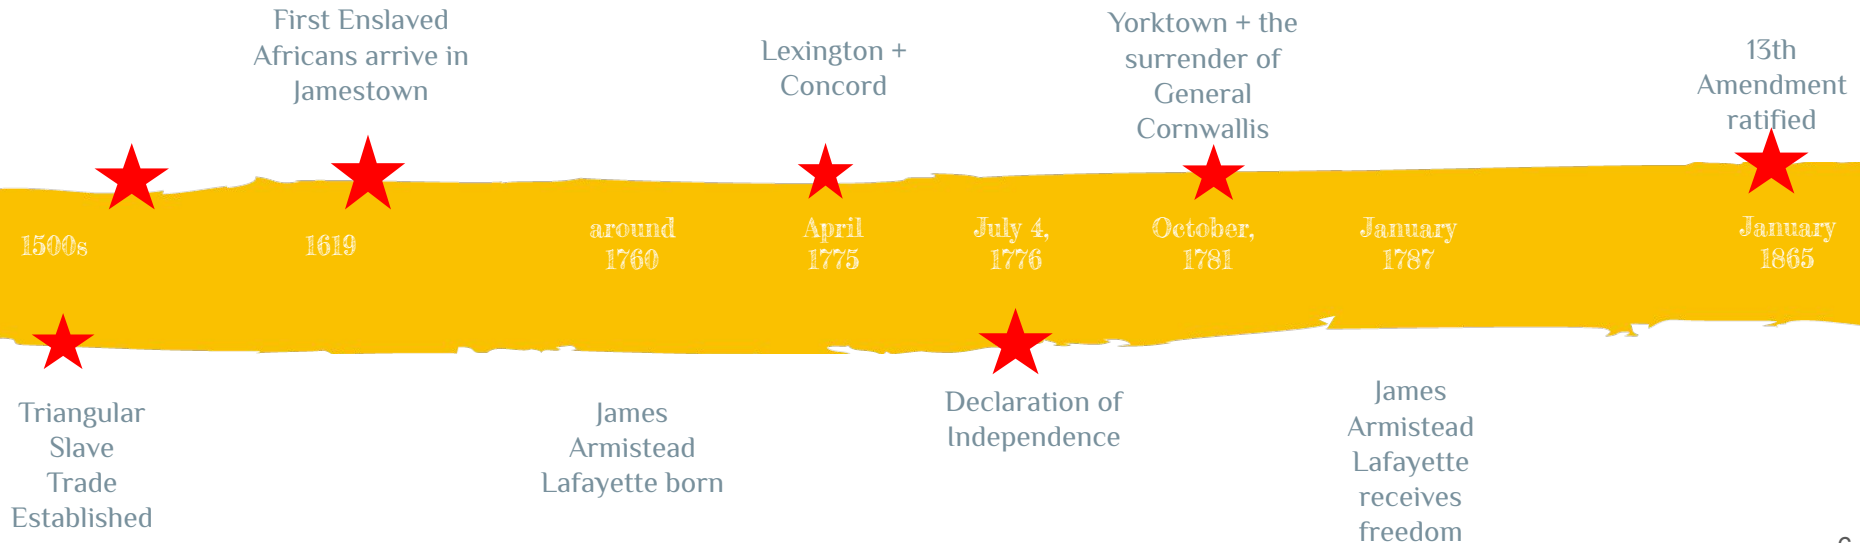 First Enslaved
Africans arrive in
Jamestown
Lexington +
Concord
Yorktown + the
surrender of
General
Cornwallis
13th
Amendment
ratified
1500s
1619
around
1760
April
1775
July 4,
1776
October,
1781
January
1787
January
1865
Triangular
Slave
Trade
Established
James
Armistead
Lafayette born
Declaration of
Independence
James
Armistead
Lafayette
receives
freedom